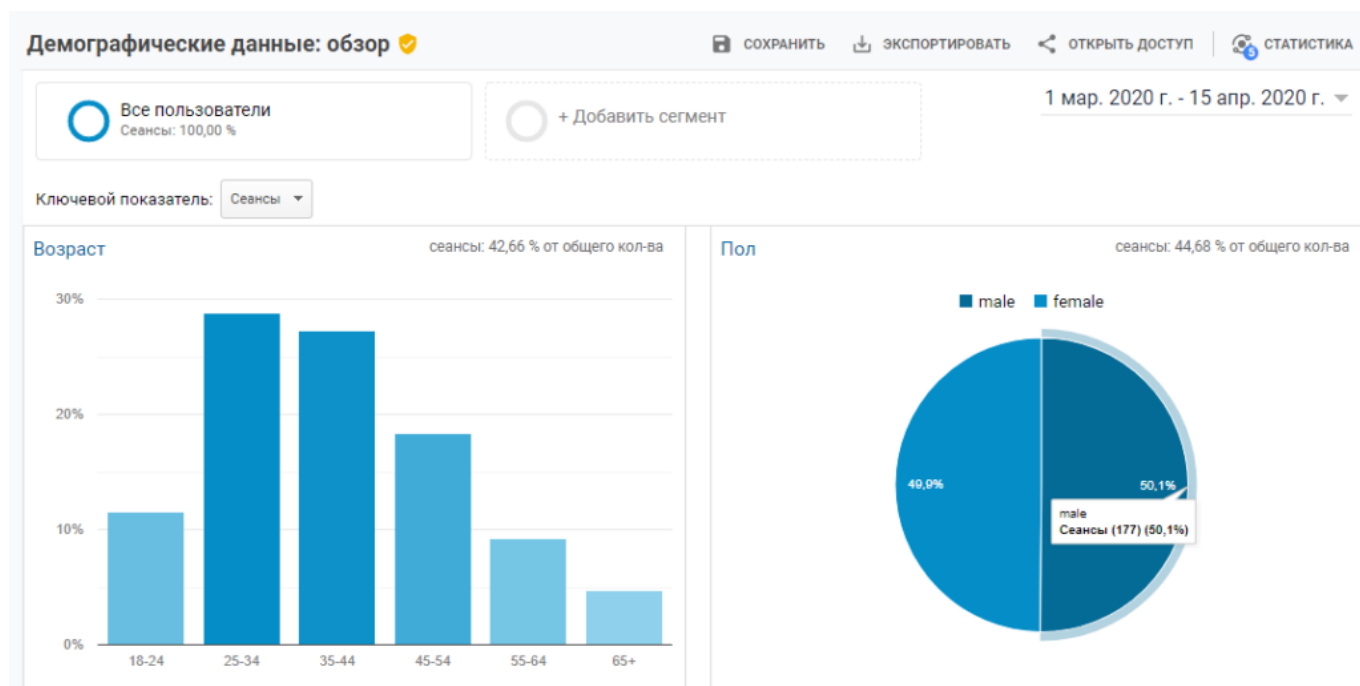 Демографические данные: обзор
СОХРАНИТЬ
ЭКСПОРТИРОВАТЬ
ОТКРЫТЬ ДОСТУП
5
СТАТИСТИКА
Все пользователи
Сеансы: 100,00 %
+ Добавить сегмент
1 мар. 2020 г. - 15 апр. 2020 г.
Ключевой показатель:
Сеансы
Возраст
сеансы: 42,66 % от общего кол-ва
30%
20%
10%
0%
18-24
25-34
35-44
45-54
55-64
65+
Пол
сеансы: 44,68 % от общего кол-ва
male
female
49,9%
50,1%
male
Сеансы (177) (50,1%)